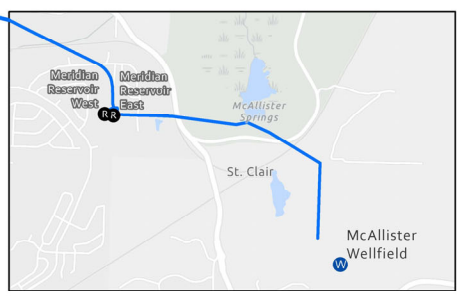 Meridian
Reservoir
West
Meridian
Reservoir
East
R
R
McAllister
Springs
St. Clair
McAllister
Wellfield
W